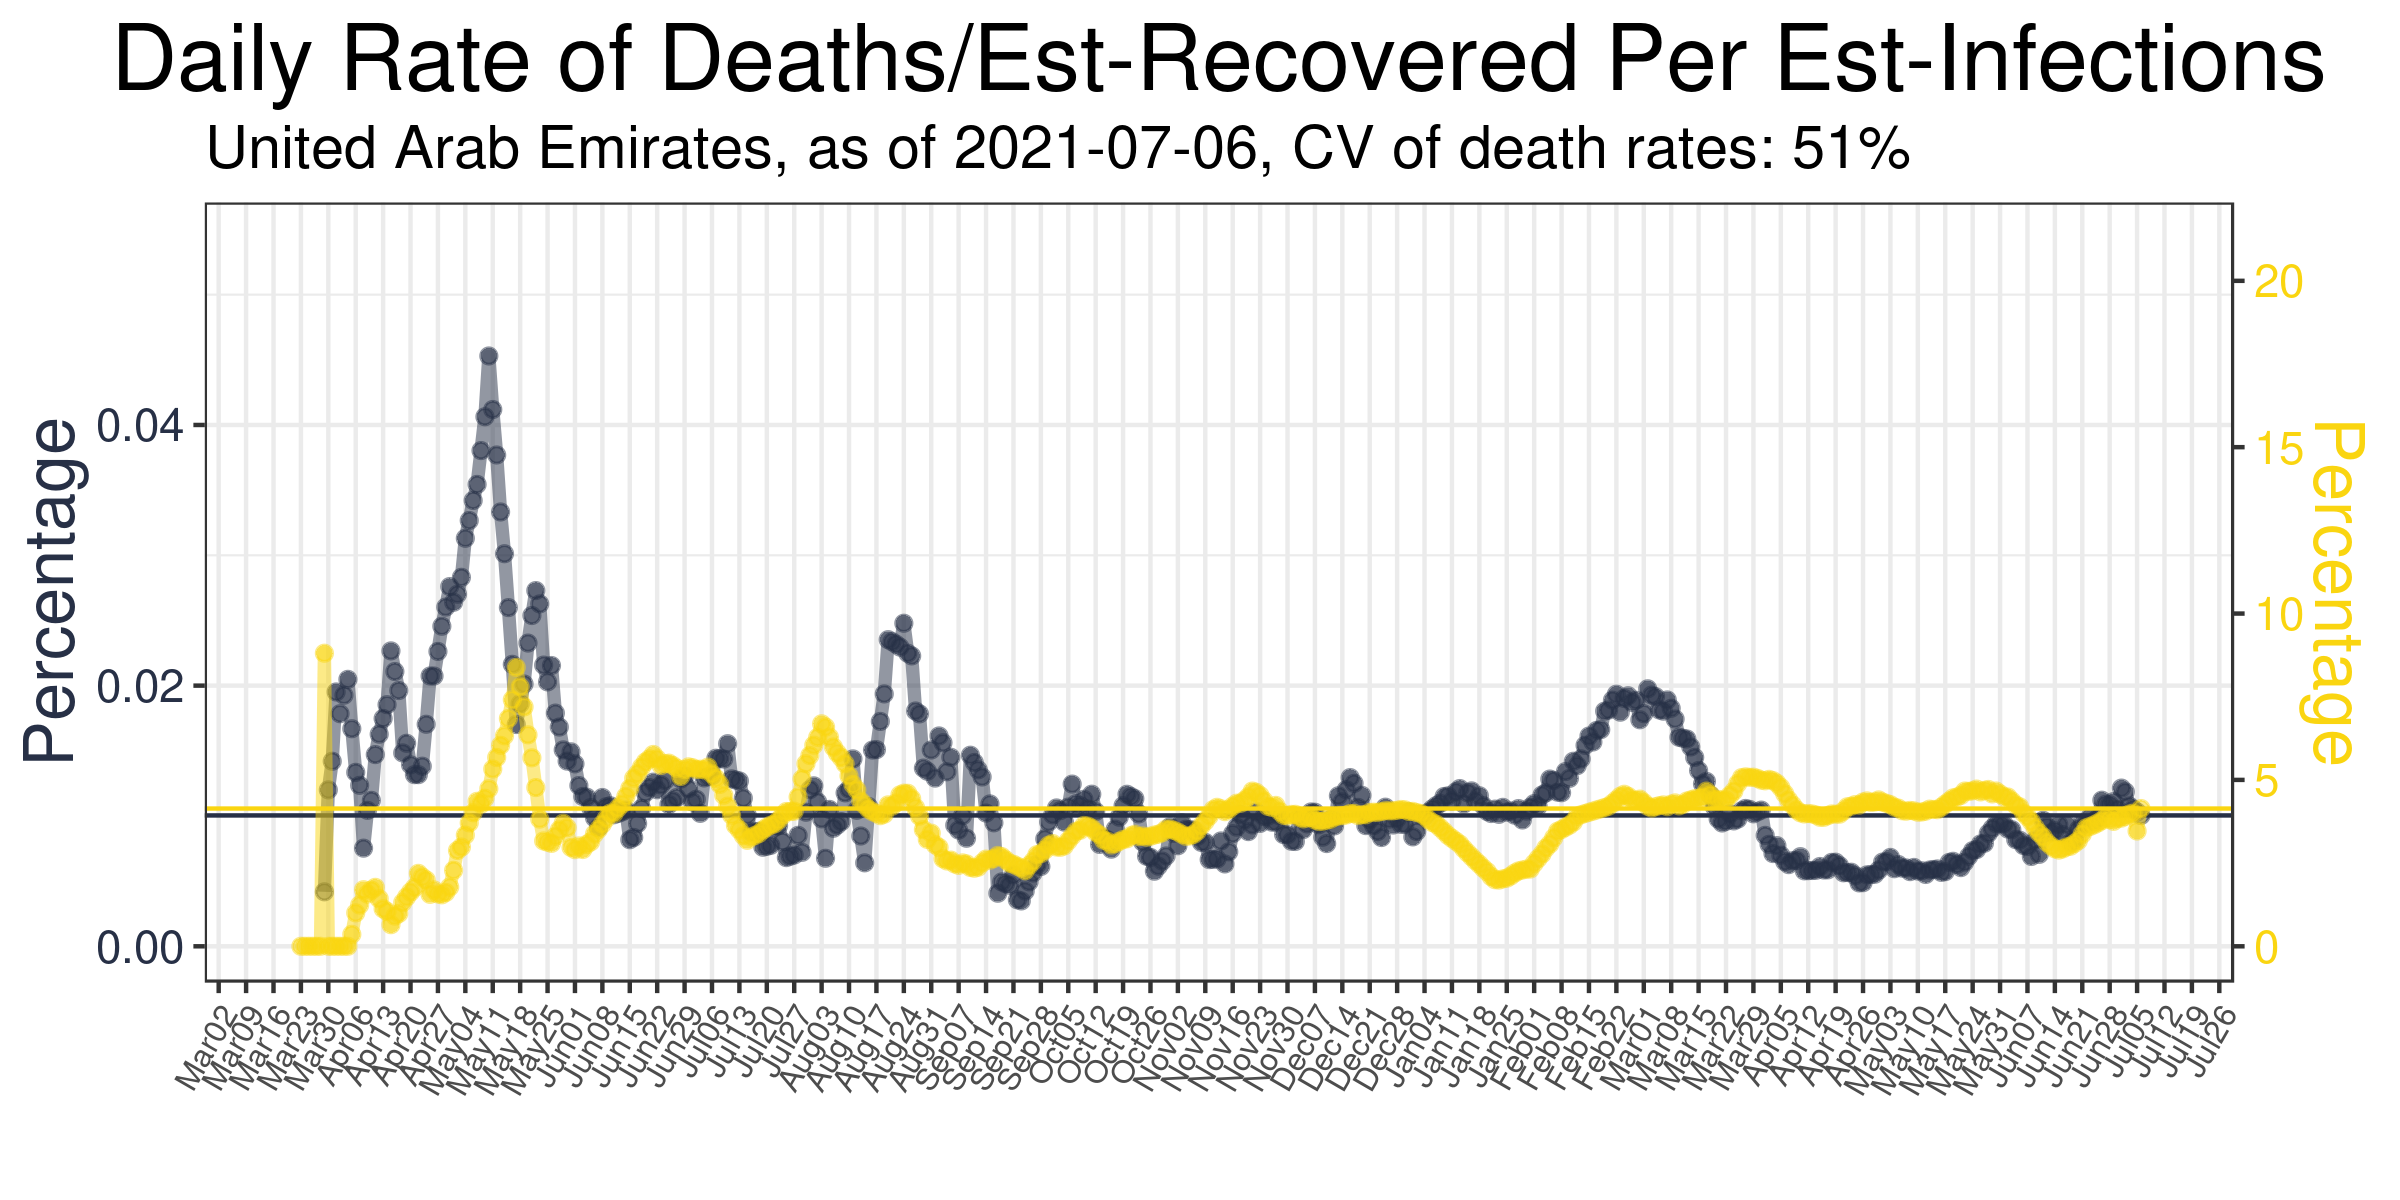 Daily Rate of Deaths/Est-Recovered Per Est-Infections
United Arab Emirates, as of 2021-07-06, CV of death rates: 51%
Percentage
0.04
0.02
0.00
20
15
10
5
0
Percentage
Mar02
Mar09
Mar16
Mar23
Mar30
Apr06
Apr13
Apr20
Apr27
May04
May11
May18
May25
Jun01
Jun08
Jun15
Jun22
Jun29
Jul06
Jul13
Jul20
Jul27
Aug03
Aug10
Aug17
Aug24
Aug31
Sep07
Sep14
Sep21
Sep28
Oct05
Oct12
Oct19
Oct26
Nov02
Nov09
Nov16
Nov23
Nov30
Dec07
Dec14
Dec21
Dec28
Jan04
Jan11
Jan18
Jan25
Feb01
Feb08
Feb15
Feb22
Mar01
Mar08
Mar15
Mar22
Mar29
Apr05
Apr12
Apr19
Apr26
May03
May10
May17
May24
May31
Jun07
Jun14
Jun21
Jun28
Jul05
Jul12
Jul19
Jul26